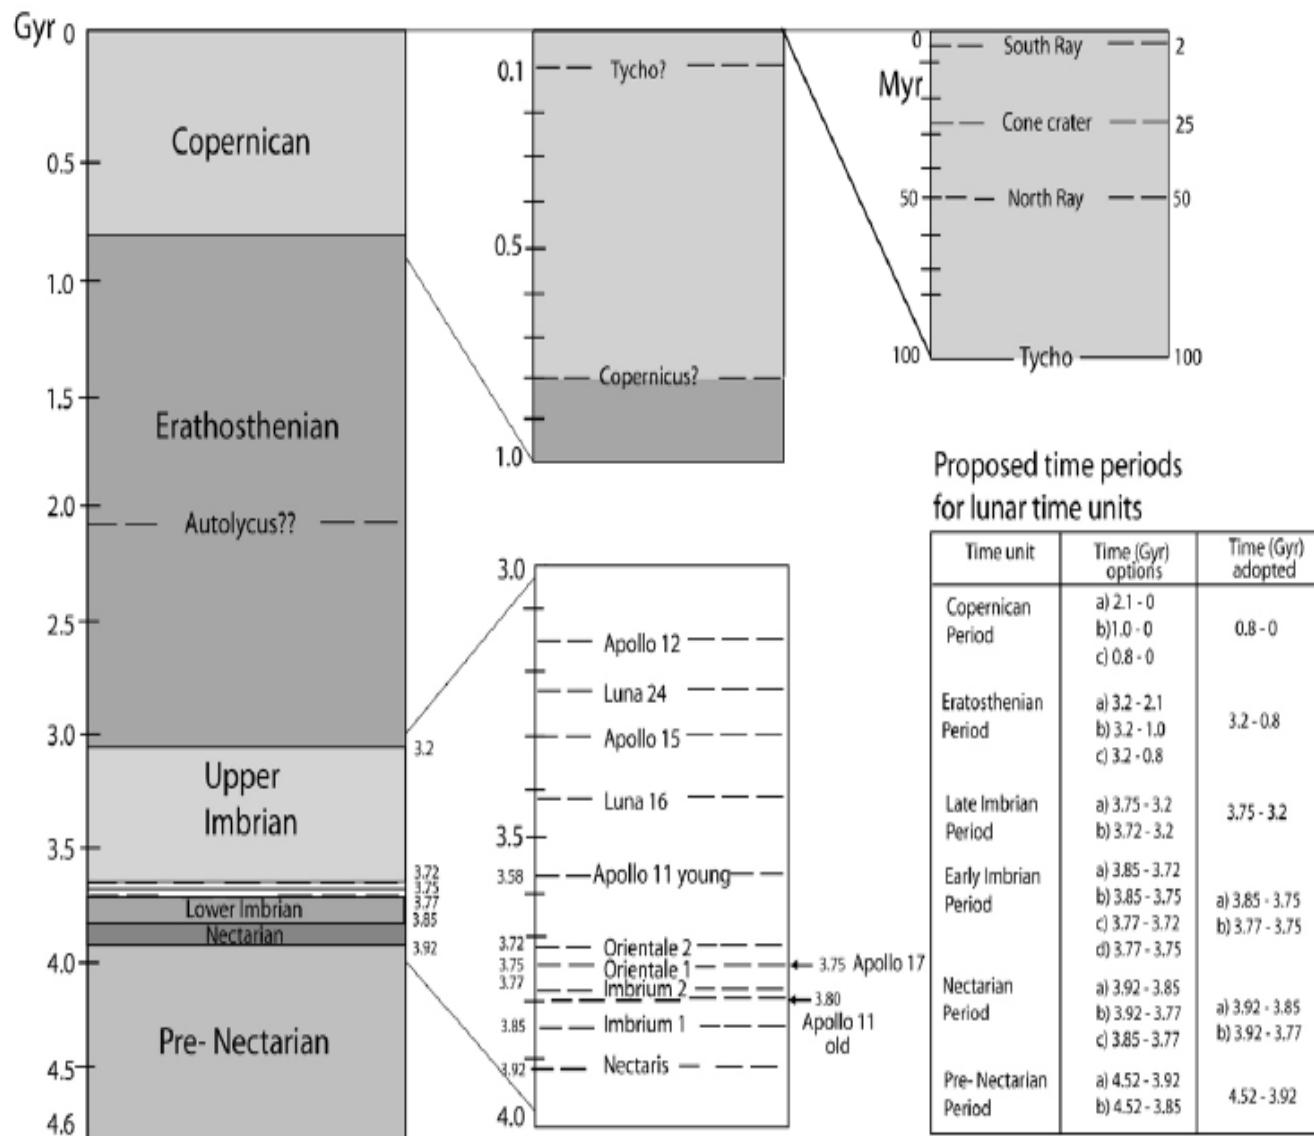 Gyr 0
Copernican
0.5
1.0
1.5
Erathosthenian
2.0
Autolycus??
2.5
3.0
3.2
Upper
Imbrian
3.5
3.72
3.75
3.77
Lower Imbrian
3.85
Nectarian
3.92
4.0
Pre- Nectarian
4.5
4.6
0.1
Tycho?
0.5
Copernicus?
1.0
0
South Ray
2
Myr
Cone crater
25
50
North Ray
50
100
Tycho
100
3.0
Apollo 12
Luna 24
Apollo 15
Luna 16
3.5
3.58
Apollo 11 young
3.72
Orientale 2
3.75
Orientale 1
3.75 Apollo 17
3.77
Imbrium 2
3.80
Apollo 11
old
3.85
Imbrium 1
3.92
Nectaris
4.0
Proposed time periods
for lunar time units
Time unit
Time (Gyr)
options
Time (Gyr)
adopted
Copernican
Period
a) 2.1 - 0
b)1.0 - 0
c) 0.8 - 0
0.8 - 0
Eratosthenian
Period
a) 3.2 - 2.1
b) 3.2 - 1.0
c) 3.2 - 0.8
3.2 - 0.8
Late Imbrian
Period
a) 3.75 - 3.2
b) 3.72 - 3.2
3.75 - 3.2
Early Imbrian
Period
a) 3.85 - 3.72
b) 3.85 - 3.75
c) 3.77 - 3.72
d) 3.77 - 3.75
a) 3.85 - 3.75
b) 3.77 - 3.75
Nectarian
Period
a) 3.92 - 3.85
b) 3.92 - 3.77
c) 3.85 - 3.77
a) 3.92 - 3.85
b) 3.92 - 3.77
Pre- Nectarian
Period
a) 4.52 - 3.92
b) 4.52 - 3.85
4.52 - 3.92